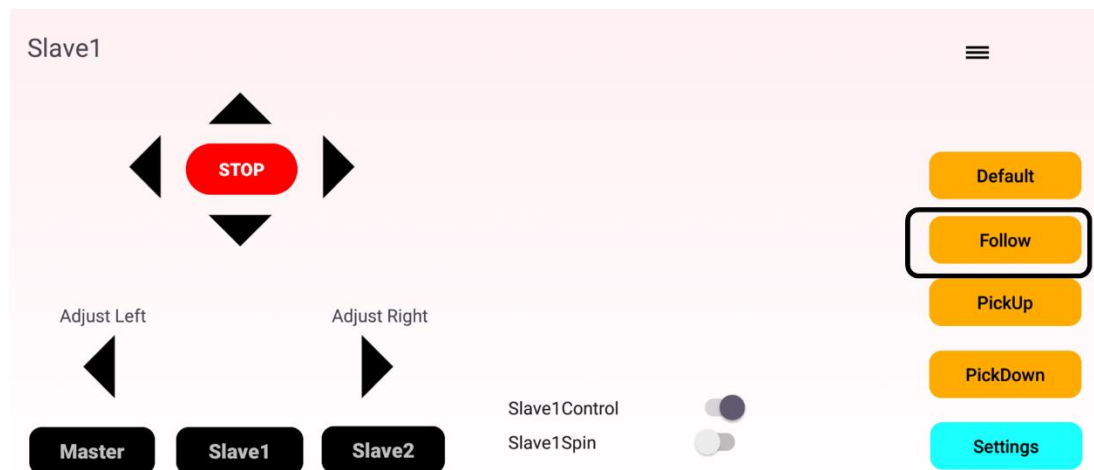 Slave1
STOP
Default
Follow
PickUp
Adjust Left
Adjust Right
PickDown
Slave1Control
Slave1Spin
Master
Slave1
Slave2
Settings